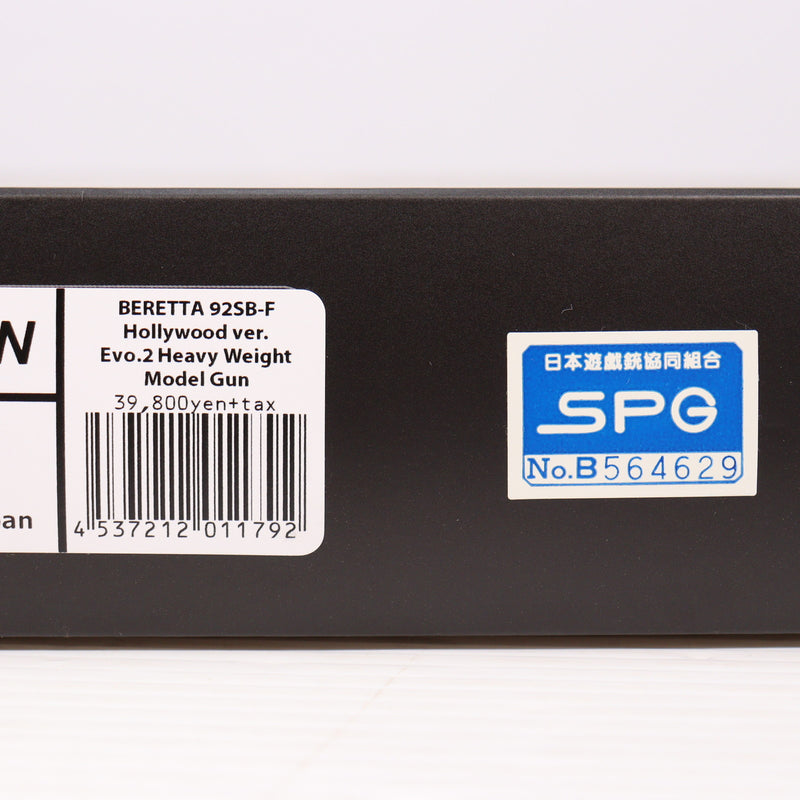 W
BERETTA 92SB-F
Hollywood ver.
Evo.2 Heavy Weight
Model Gun
39,800yen+tax
4 537212 011792
an
日本遊戯銃協同組合
SPG
No.B564629